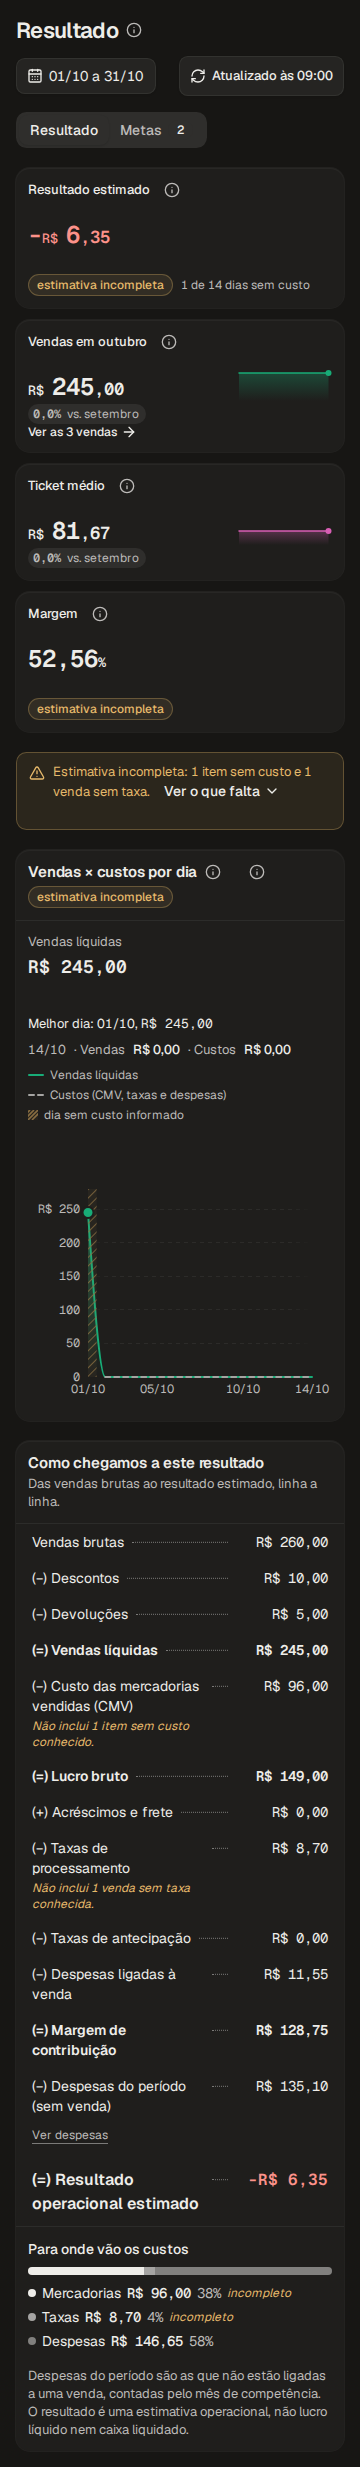 Resultado
01/10 a 31/10
Atualizado às 09:00
Resultado Metas 2
Resultado estimado
-R$ 6,35
estimativa incompleta 1 de 14 dias sem custo
Vendas em outubro
R$ 245,00
0,0% vs. setembro
Ver as 3 vendas →
Ticket médio
R$ 81,67
0,0% vs. setembro
Margem
52,56%
estimativa incompleta
Estimativa incompleta: 1 item sem custo e 1
venda sem taxa. Ver o que falta
Vendas × custos por dia
estimativa incompleta
Vendas líquidas
R$ 245,00
Melhor dia: 01/10, R$ 245,00
14/10 · Vendas R$ 0,00 · Custos R$ 0,00
Vendas líquidas
Custos (CMV, taxas e despesas)
dia sem custo informado
R$ 250
200
150
100
50
0
01/10 05/10 10/10 14/10
Como chegamos a este resultado
Das vendas brutas ao resultado estimado, linha a
linha.
Vendas brutas R$ 260,00
(−) Descontos R$ 10,00
(−) Devoluções R$ 5,00
(=) Vendas líquidas R$ 245,00
(−) Custo das mercadorias R$ 96,00
vendidas (CMV)
Não inclui 1 item sem custo
conhecido.
(=) Lucro bruto R$ 149,00
(+) Acréscimos e frete R$ 0,00
(−) Taxas de R$ 8,70
processamento
Não inclui 1 venda sem taxa
conhecida.
(−) Taxas de antecipação R$ 0,00
(−) Despesas ligadas à R$ 11,55
venda
(=) Margem de R$ 128,75
contribuição
(−) Despesas do período R$ 135,10
(sem venda)
Ver despesas
(=) Resultado -R$ 6,35
operacional estimado
Para onde vão os custos
Mercadorias R$ 96,00 38% incompleto
Taxas R$ 8,70 4% incompleto
Despesas R$ 146,65 58%
Despesas do período são as que não estão ligadas
a uma venda, contadas pelo mês de competência.
O resultado é uma estimativa operacional, não lucro
líquido nem caixa liquidado.